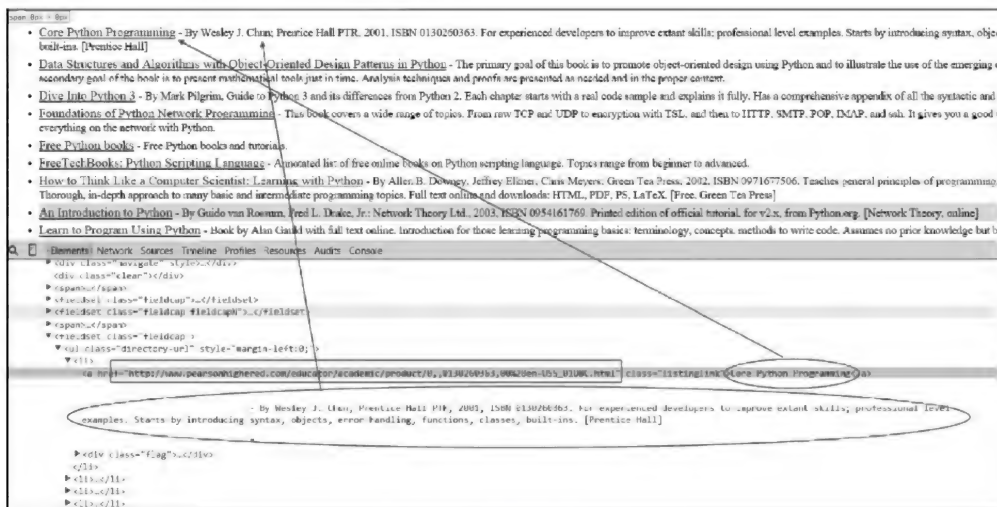 span 0px × 0px
• Core Python Programming - By Wesley J. Chun; Prentice Hall PTR, 2001, ISBN 0130260363. For experienced developers to improve extant skills; professional level examples. Starts by introducing syntax, obje
built-ins. [Prentice Hall]
• Data Structures and Algorithms with Object-Oriented Design Patterns in Python - The primary goal of this book is to promote object-oriented design using Python and to illustrate the use of the emerging
secondary goal of the book is to present mathematical tools just in time. Analysis techniques and proofs are presented as needed and in the proper context.
• Dive Into Python 3 - By Mark Pilgrim, Guide to Python 3 and its differences from Python 2. Each chapter starts with a real code sample and explains it fully. Has a comprehensive appendix of all the syntactic and
• Foundations of Python Network Programming - This book covers a wide range of topics. From raw TCP and UDP to encryption with TSL, and then to HTTP, SMTP, POP, IMAP, and ssh. It gives you a good
everything on the network with Python.
• Free Python books - Free Python books and tutorials.
• FreeTechBooks: Python Scripting Language - Annotated list of free online books on Python scripting language. Topics range from beginner to advanced.
• How to Think Like a Computer Scientist: Learning with Python - By Allen B. Downey, Jeffrey Elkner, Chris Meyers; Green Tea Press, 2002, ISBN 0971677506. Teaches general principles of programming
Thorough, in-depth approach to many basic and intermediate programming topics. Full text online and downloads: HTML, PDF, PS, LaTeX. [Free, Green Tea Press]
• An Introduction to Python - By Guido van Rossum, Fred L. Drake, Jr.; Network Theory Ltd., 2003, ISBN 0954161769. Printed edition of official tutorial, for v2.x, from Python.org. [Network Theory, online]
• Learn to Program Using Python - Book by Alan Gauld with full text online. Introduction for those learning programming basics: terminology, concepts, methods to write code. Assumes no prior knowledge but b
Elements Network Sources Timeline Profiles Resources Audits Console
▶<div class="navigate" style>…</div>
<div class="clear"></div>
▶<span>…</span>
▶<fieldset class="fieldcap">…</fieldset>
▶<fieldset class="fieldcap fieldcapN">…</fieldset>
▶<span>…</span>
▼<fieldset class="fieldcap">
▼<ul class="directory-url" style="margin-left:0;">
▼<li>
<a href="http://www.pearsonhighered.com/educator/academic/product/0,,0130260363,00%20en-USS_01DBC.html" class="listinglink">Core Python Programming</a>
- By Wesley J. Chun, Prentice Hall PTR, 2001, ISBN 0130260363. For experienced developers to improve extant skills; professional level
examples. Starts by introducing syntax, objects, error handling, functions, classes, built-ins. [Prentice Hall]
▶<div class="flag">…</div>
</li>
▶<li>…</li>
▶<li>…</li>
▶<li>…</li>